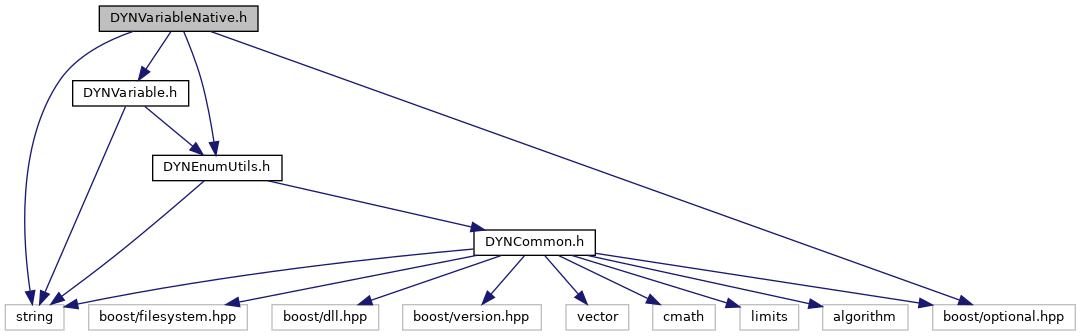 DYNVariableNative.h
DYNVariable.h
DYNEnumUtils.h
DYNCommon.h
string
boost/filesystem.hpp
boost/dll.hpp
boost/version.hpp
vector
cmath
limits
algorithm
boost/optional.hpp